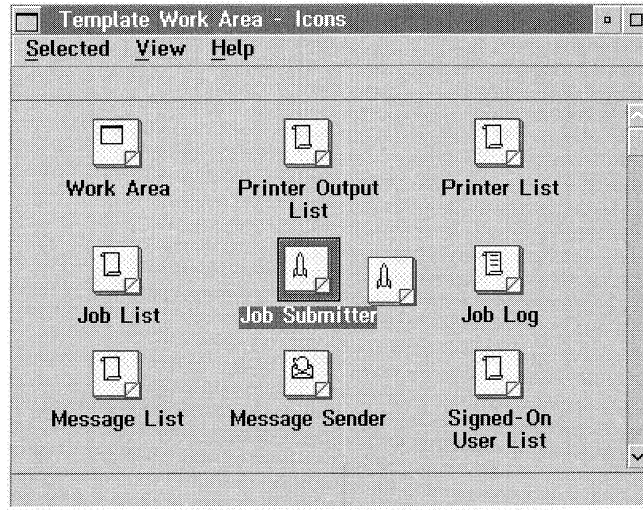 Template Work Area - Icons
Selected View Help
Work Area
Printer Output
List
Printer List
Job List
Job Submitter
Job Log
Message List
Message Sender
Signed-On
User List